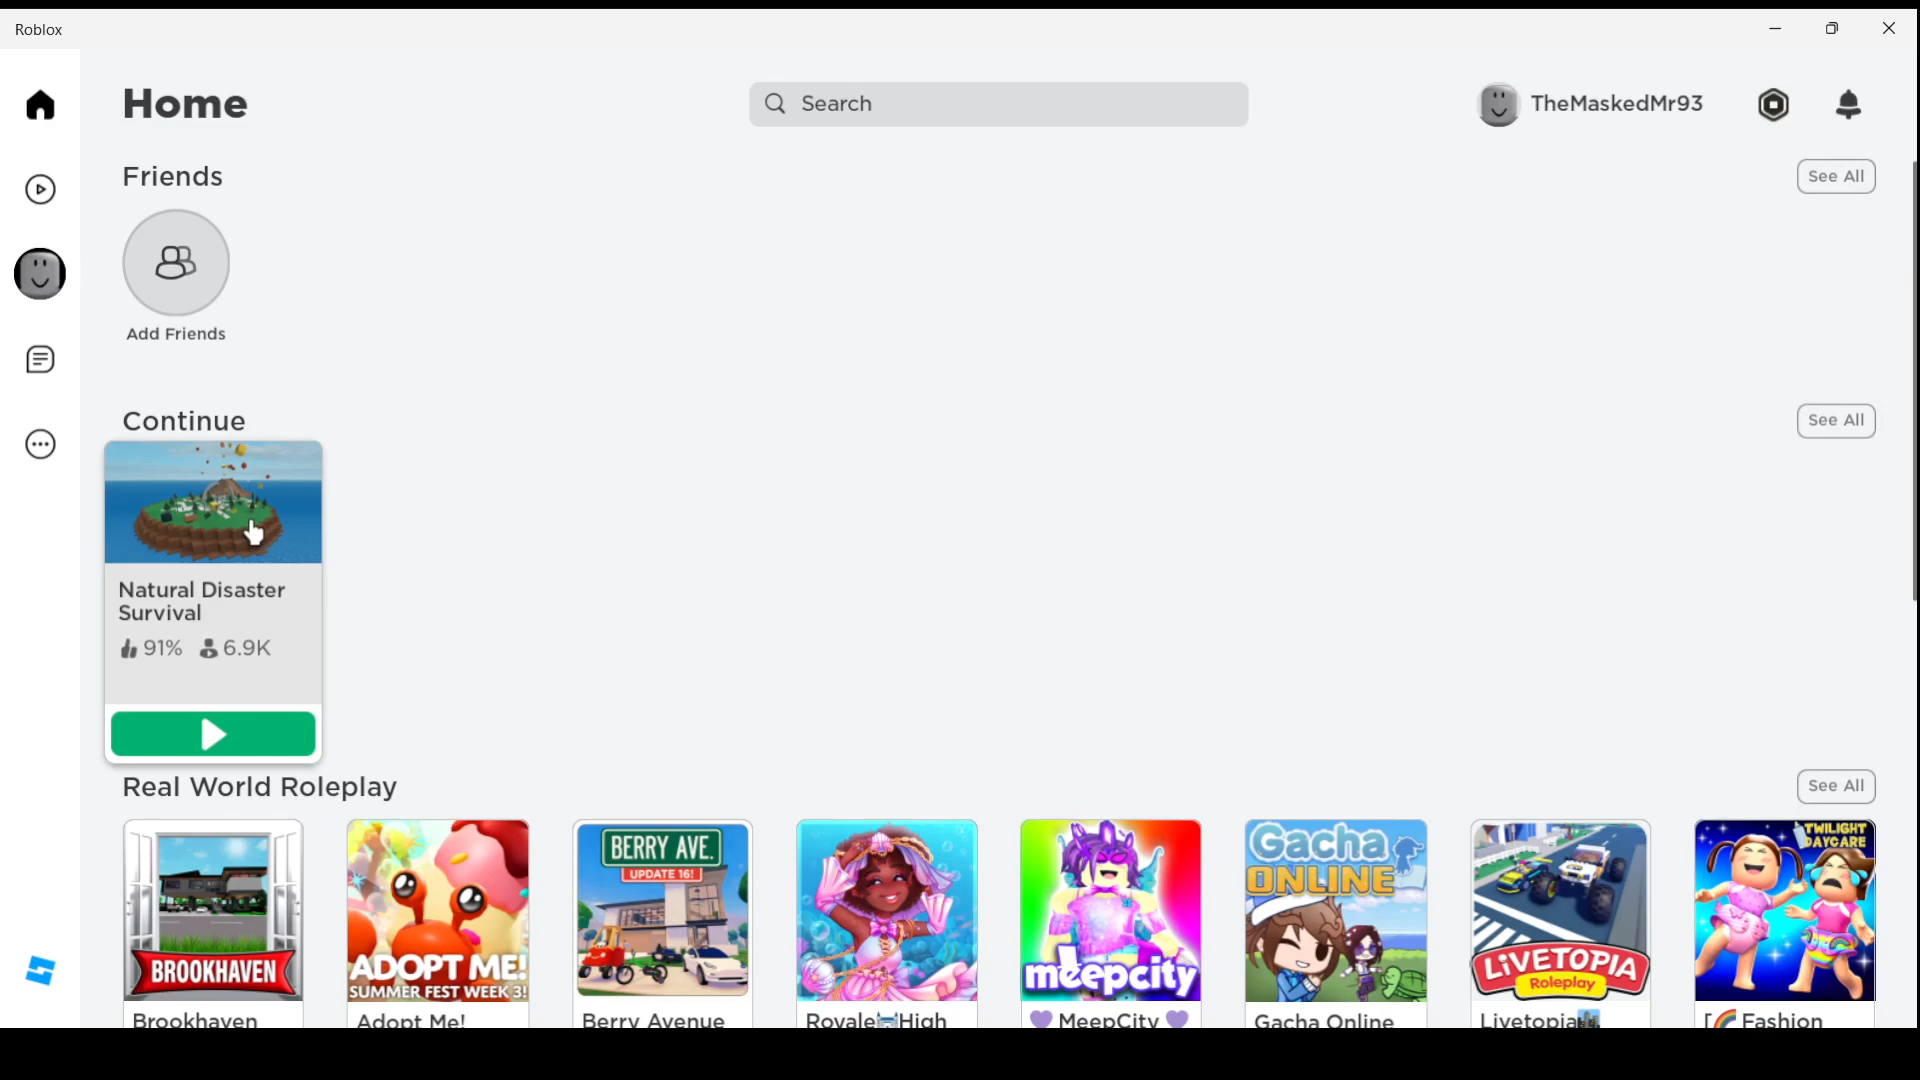 Roblox
Home
Search
TheMaskedMr93
Friends
See All
Add Friends
Continue
See All
Natural Disaster
Survival
91% 6.9K
Real World Roleplay
See All
BROOKHAVEN
ADOPT ME!
SUMMER FEST WEEK 3!
BERRY AVE.
UPDATE 16!
meepcity
Gacha
ONLINE
LIVETOPIA
Roleplay
TWILIGHT
DAYCARE
Brookhaven
Adopt Me!
Berry Avenue
Royale🏰High
💜 MeepCity 💜
Gacha Online
Livetopia🏙️
[🌈 Fashion